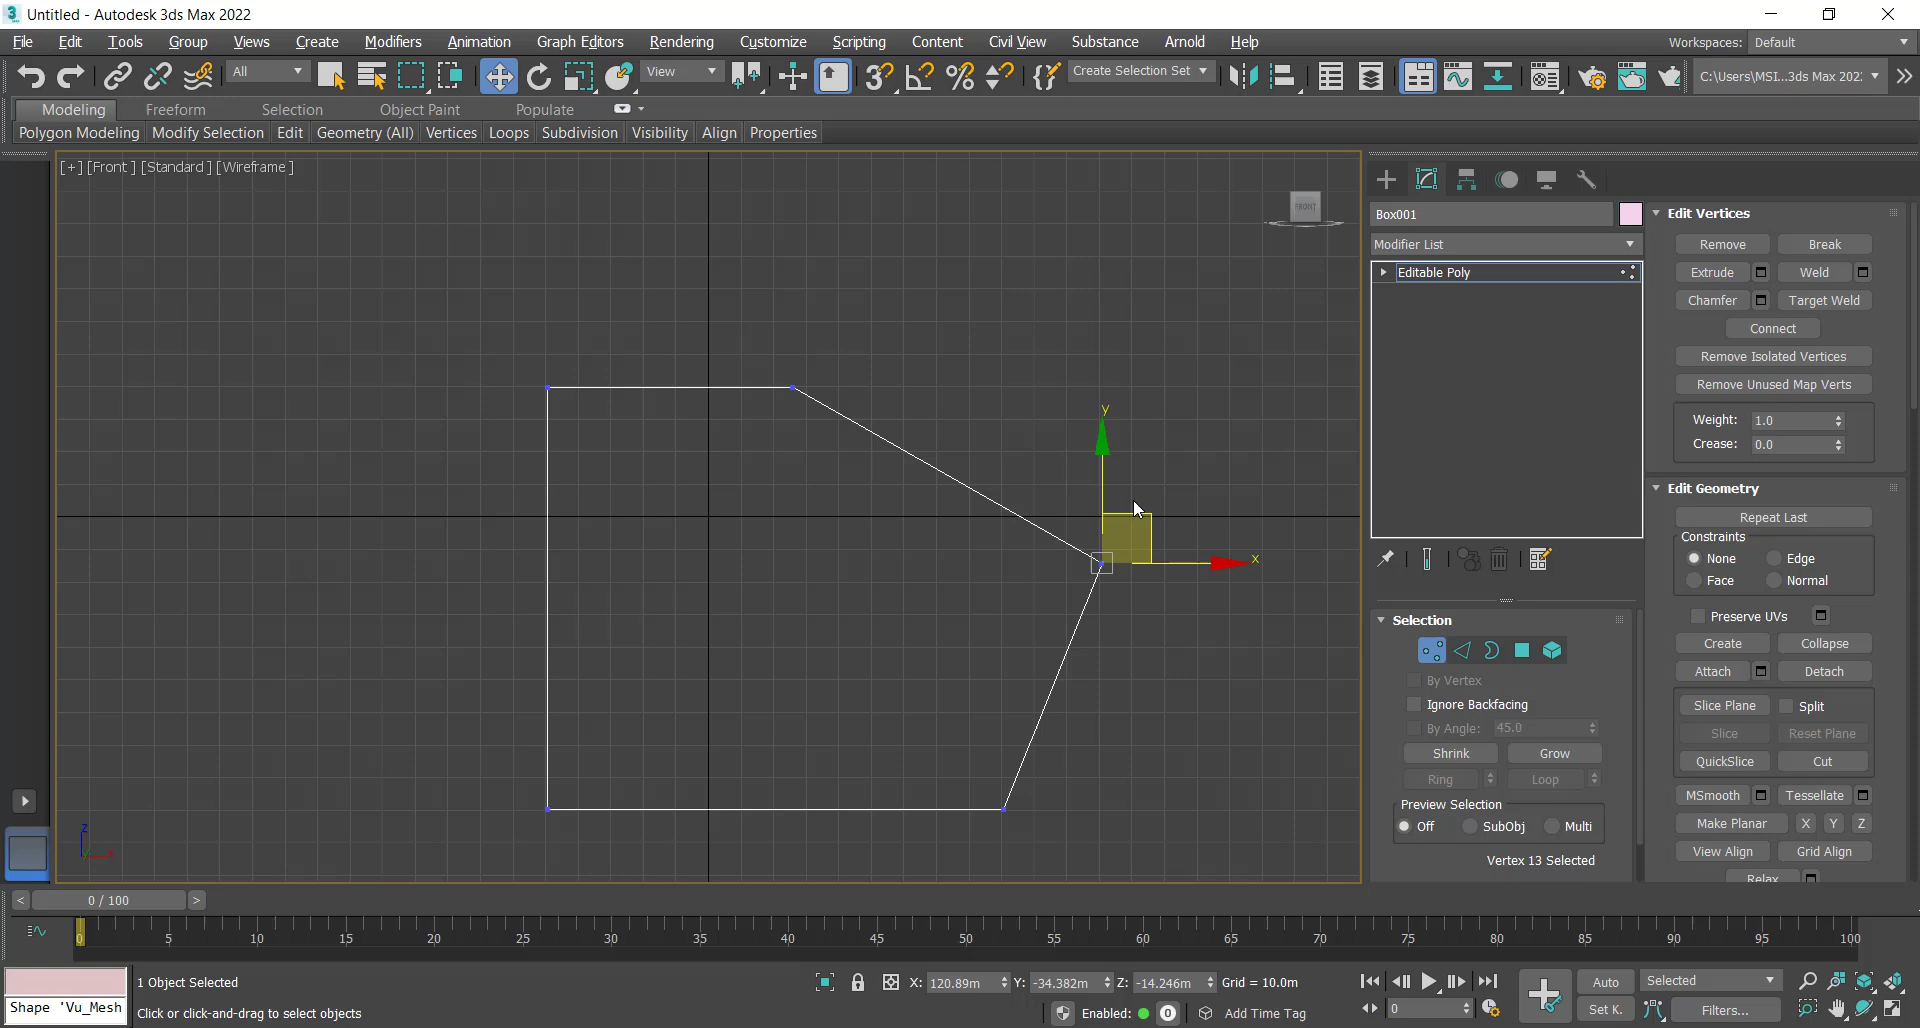 Untitled - Autodesk 3ds Max 2022
File Edit Tools Group Views Create Modifiers Animation Graph Editors Rendering Customize Scripting Content Civil View Substance Arnold Help Workspaces: Default
All View Create Selection Set C:\Users\MSI...3ds Max 202:
Modeling Freeform Selection Object Paint Populate
Polygon Modeling Modify Selection Edit Geometry (All) Vertices Loops Subdivision Visibility Align Properties
[+] [Front ] [Standard ] [Wireframe ]
FRONT
y
x
z
Box001
Modifier List
Editable Poly
Selection
By Vertex
Ignore Backfacing
By Angle: 45.0
Shrink Grow
Ring Loop
Preview Selection
Off SubObj Multi
Vertex 13 Selected
Edit Vertices
Remove Break
Extrude Weld
Chamfer Target Weld
Connect
Remove Isolated Vertices
Remove Unused Map Verts
Weight: 1.0
Crease: 0.0
Edit Geometry
Repeat Last
Constraints
None Edge
Face Normal
Preserve UVs
Create Collapse
Attach Detach
Slice Plane Split
Slice Reset Plane
QuickSlice Cut
MSmooth Tessellate
Make Planar X Y Z
View Align Grid Align
Relax
< 0 / 100 >
0 5 10 15 20 25 30 35 40 45 50 55 60 65 70 75 80 85 90 95 100
1 Object Selected X: 120.89m Y: -34.382m Z: -14.246m Grid = 10.0m Auto Selected
Shape 'Vu_Mesh Click or click-and-drag to select objects Enabled: 0 Add Time Tag 0 Set K. Filters...